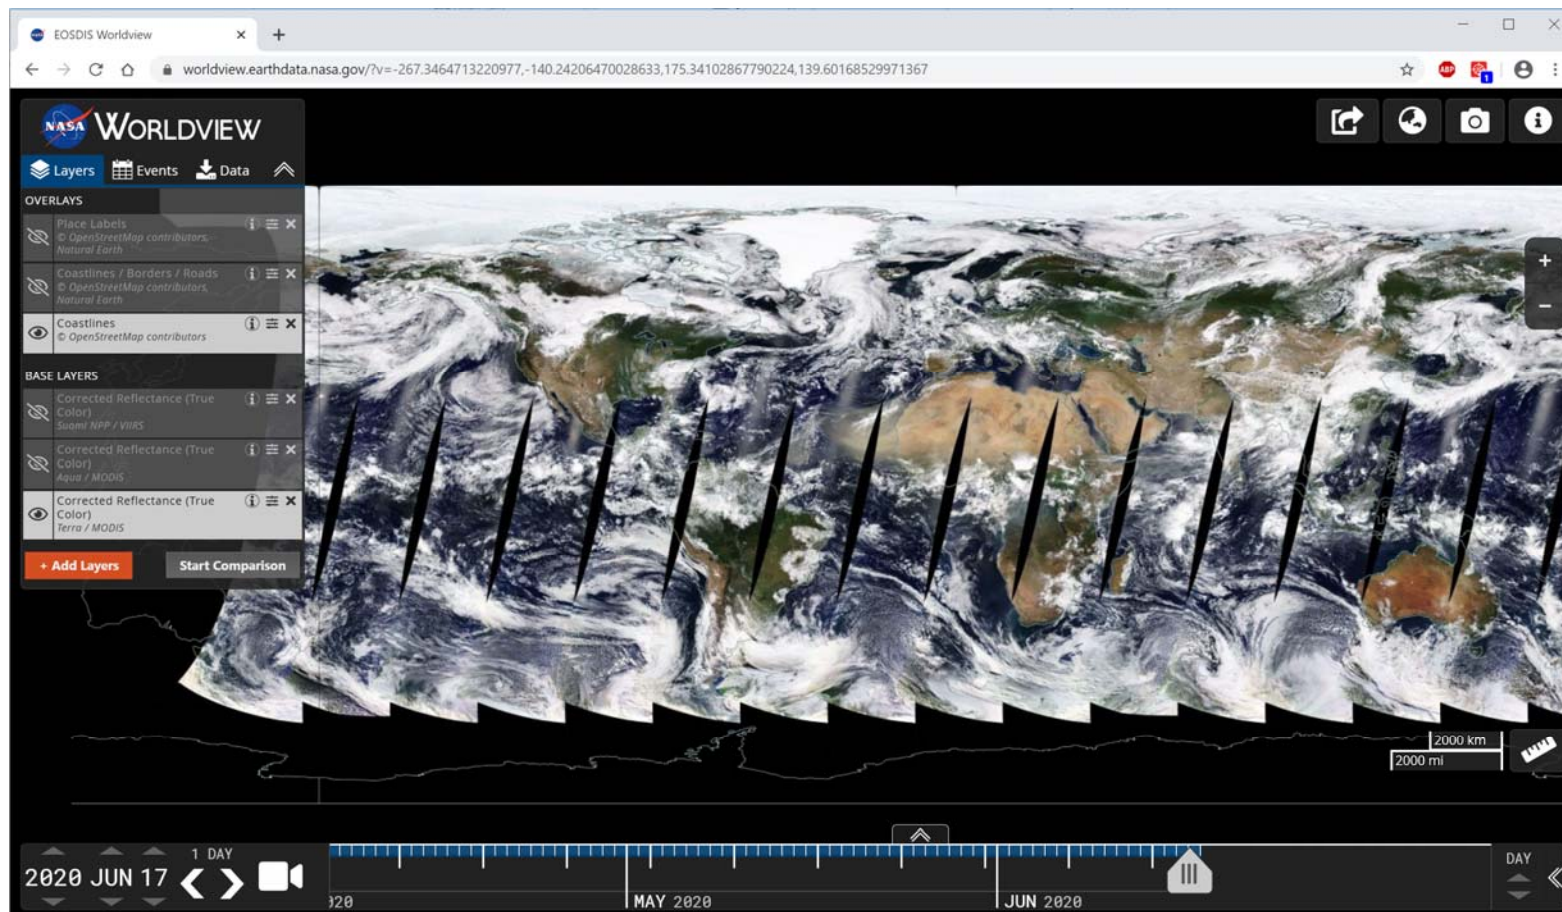 EOSDIS Worldview
worldview.earthdata.nasa.gov/?v=-267.3464713220977,-140.24206470028633,175.34102867790224,139.60168529971367
ABP
1
NASA WORLDVIEW
Layers Events Data
OVERLAYS
Place Labels
© OpenStreetMap contributors,
Natural Earth
Coastlines / Borders / Roads
© OpenStreetMap contributors,
Natural Earth
Coastlines
© OpenStreetMap contributors
BASE LAYERS
Corrected Reflectance (True
Color)
Suomi NPP / VIIRS
Corrected Reflectance (True
Color)
Aqua / MODIS
Corrected Reflectance (True
Color)
Terra / MODIS
+ Add Layers Start Comparison
2000 km
2000 mi
1 DAY
2020 JUN 17
020
MAY 2020
JUN 2020
DAY